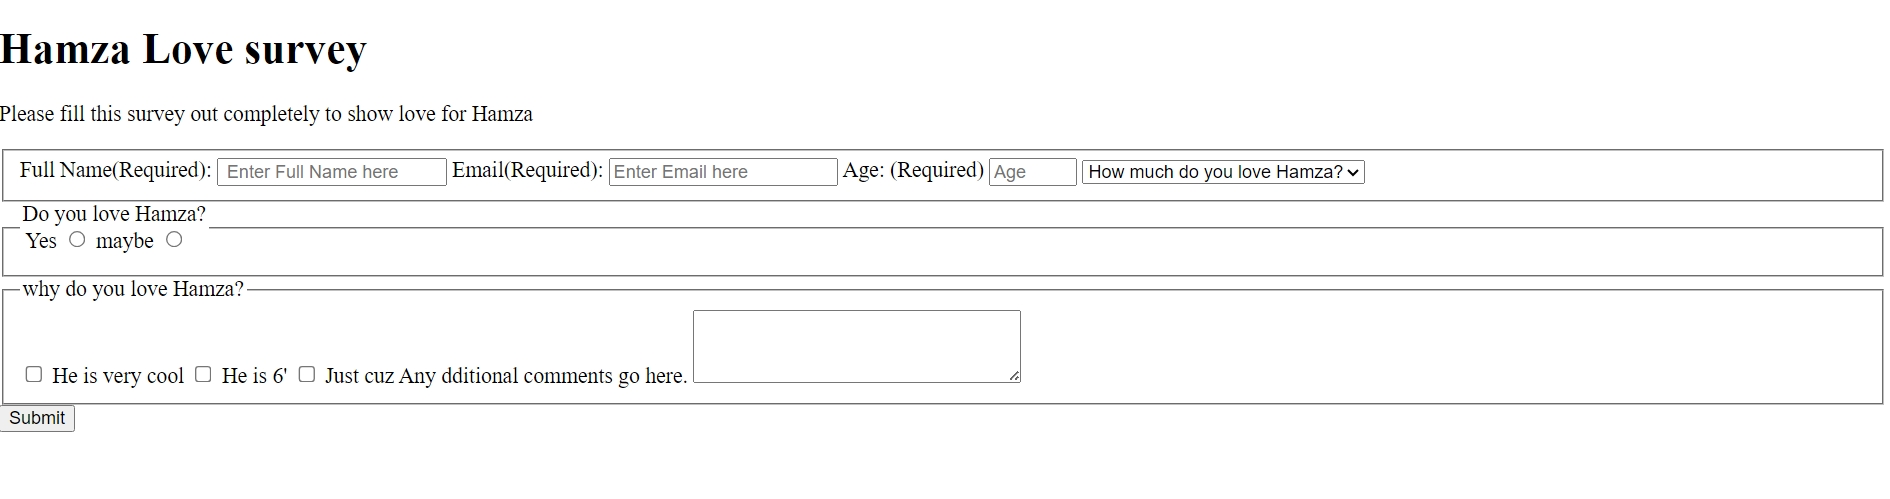 Hamza Love survey
Please fill this survey out completely to show love for Hamza
Full Name(Required): Enter Full Name here Email(Required): Enter Email here Age: (Required) Age How much do you love Hamza?
Do you love Hamza?
Yes maybe
why do you love Hamza?
He is very cool He is 6' Just cuz Any dditional comments go here.
Submit